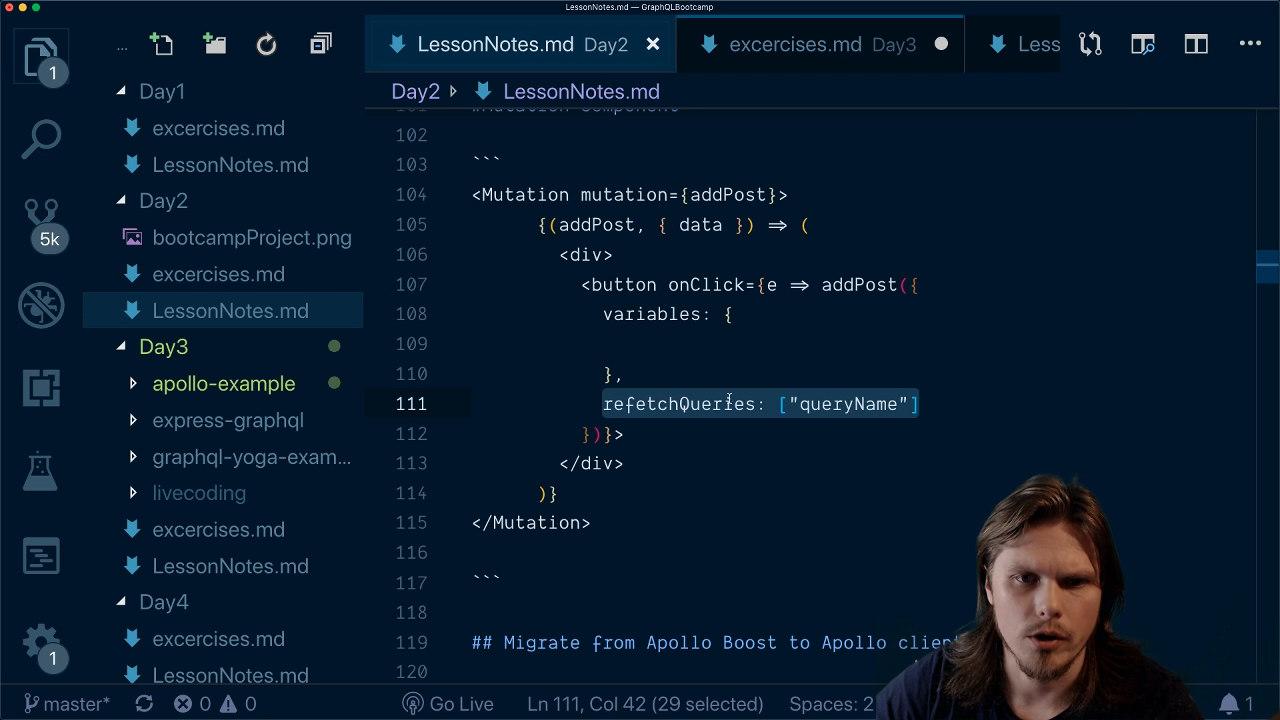 LessonNotes.md — GraphQLBootcamp
...
LessonNotes.md Day2
excercises.md Day3
Less
1
Day2
LessonNotes.md
Day1
excercises.md
LessonNotes.md
Day2
bootcampProject.png
excercises.md
LessonNotes.md
Day3
apollo-example
express-graphql
graphql-yoga-exam...
livecoding
excercises.md
LessonNotes.md
Day4
excercises.md
LessonNotes.md
5k
1
102
103 ```
104 <Mutation mutation={addPost}>
105 {(addPost, { data }) => (
106 <div>
107 <button onClick={e => addPost({
108 variables: {
109
110 },
111 refetchQueries: ["queryName"]
112 })}>
113 </div>
114 )}
115 </Mutation>
116
117 ```
118
119 ## Migrate from Apollo Boost to Apollo clien
120
master* 0 0 Go Live Ln 111, Col 42 (29 selected) Spaces: 2 1